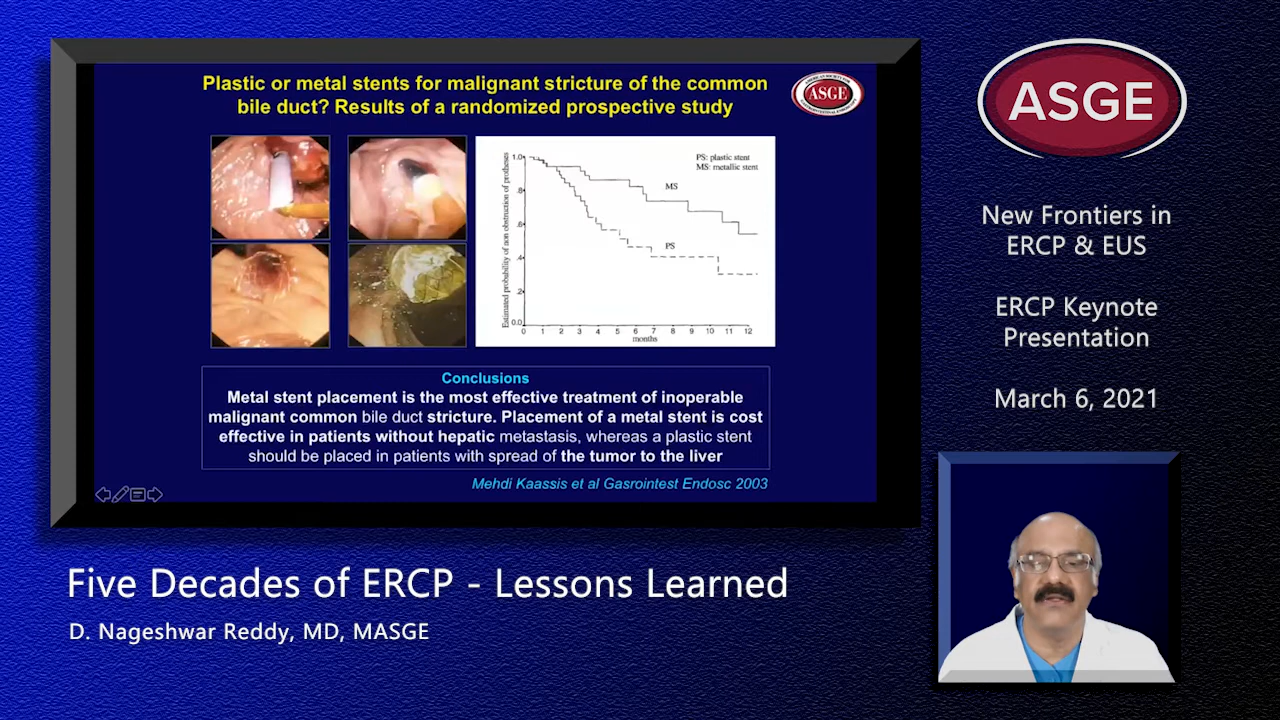 Plastic or metal stents for malignant stricture of the common
bile duct? Results of a randomized prospective study
ASGE
Estimated probability of non obstruction of protheses
1.0
.8
.6
.4
.2
0.0
PS: plastic stent
MS: metallic stent
MS
PS
0 1 2 3 4 5 6 7 8 9 10 11 12
months
Conclusions
Metal stent placement is the most effective treatment of inoperable
malignant common bile duct stricture. Placement of a metal stent is cost
effective in patients without hepatic metastasis, whereas a plastic stent
should be placed in patients with spread of the tumor to the liver
Mehdi Kaassis et al Gasrointest Endosc 2003
ASGE
New Frontiers in
ERCP & EUS
ERCP Keynote
Presentation
March 6, 2021
Five Decades of ERCP - Lessons Learned
D. Nageshwar Reddy, MD, MASGE